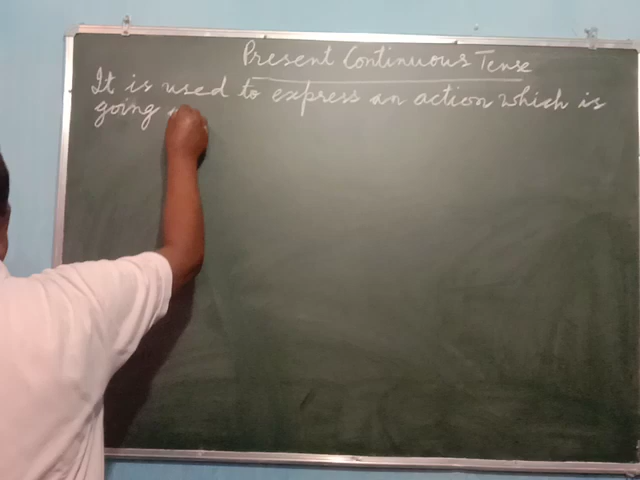 Present Continuous Tense
It is used to express an action which is
going